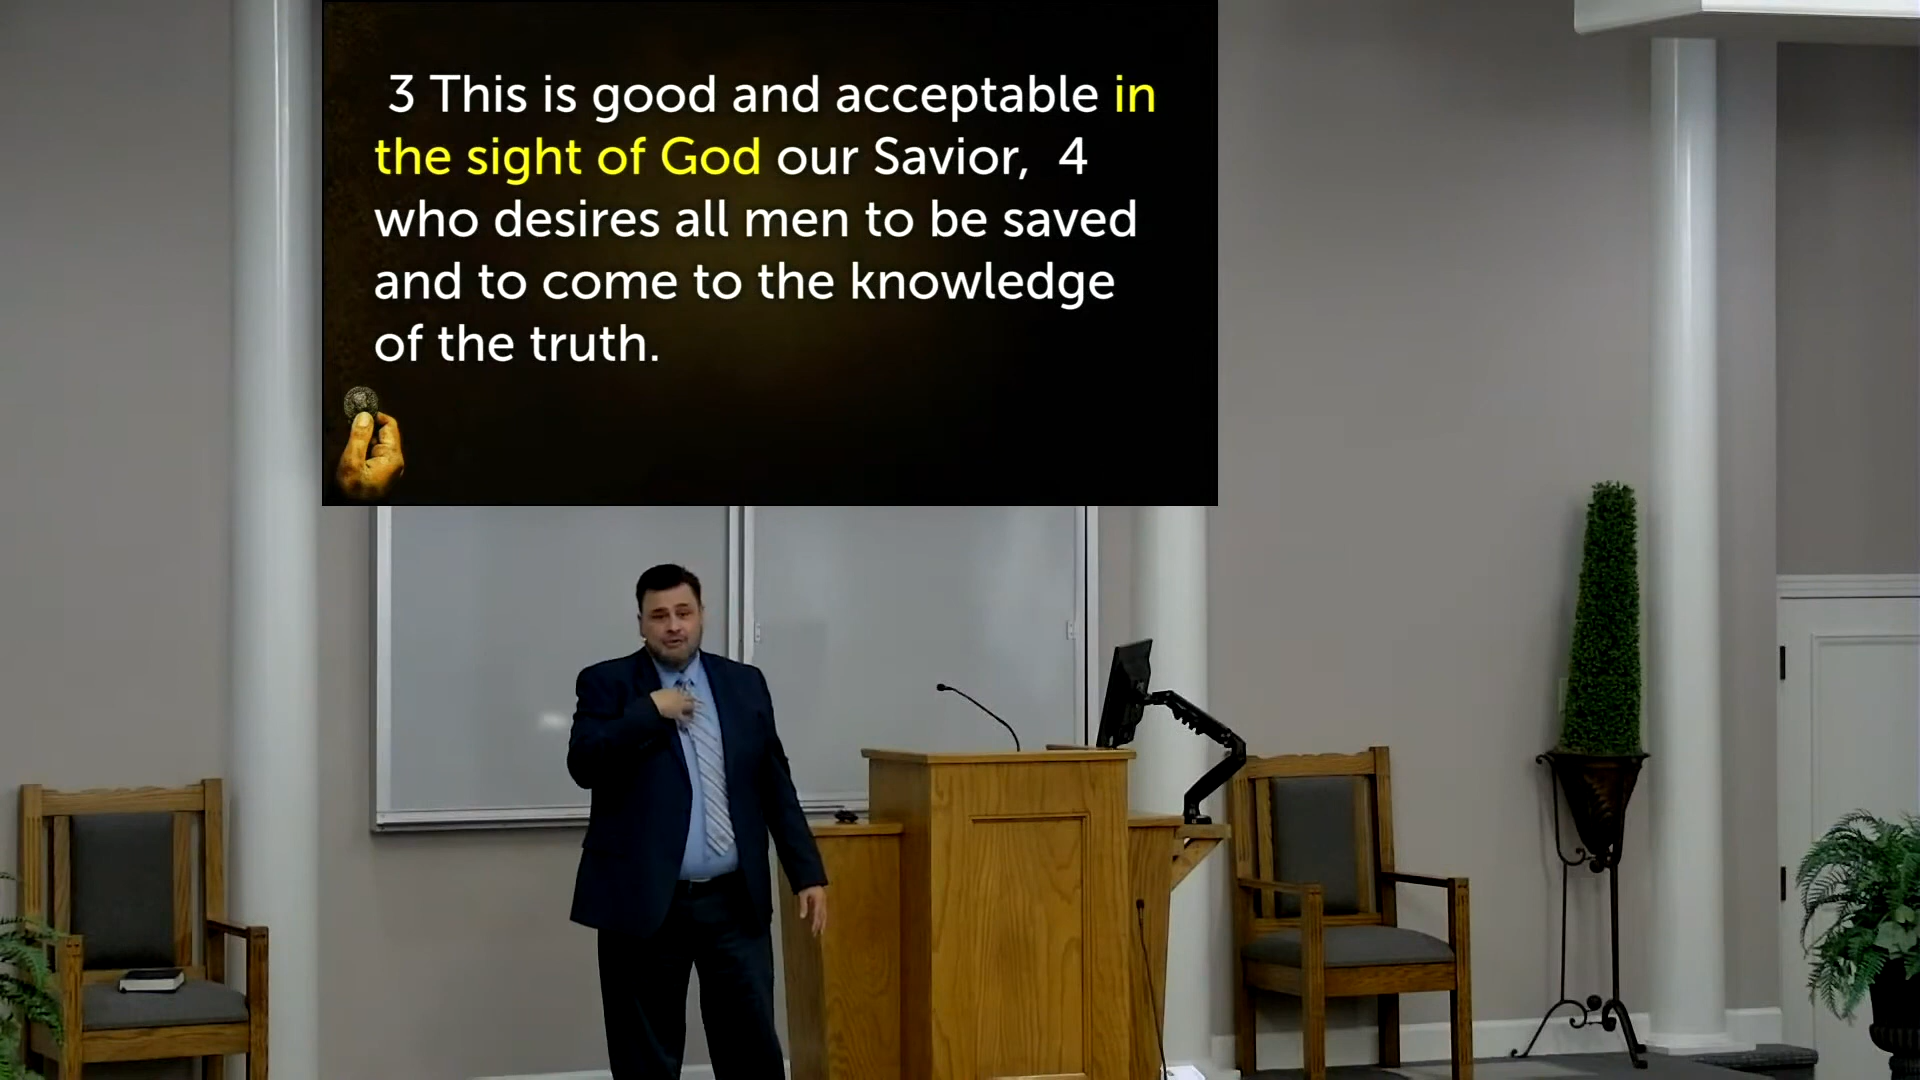 3 This is good and acceptable in
the sight of God our Savior, 4
who desires all men to be saved
and to come to the knowledge
of the truth.